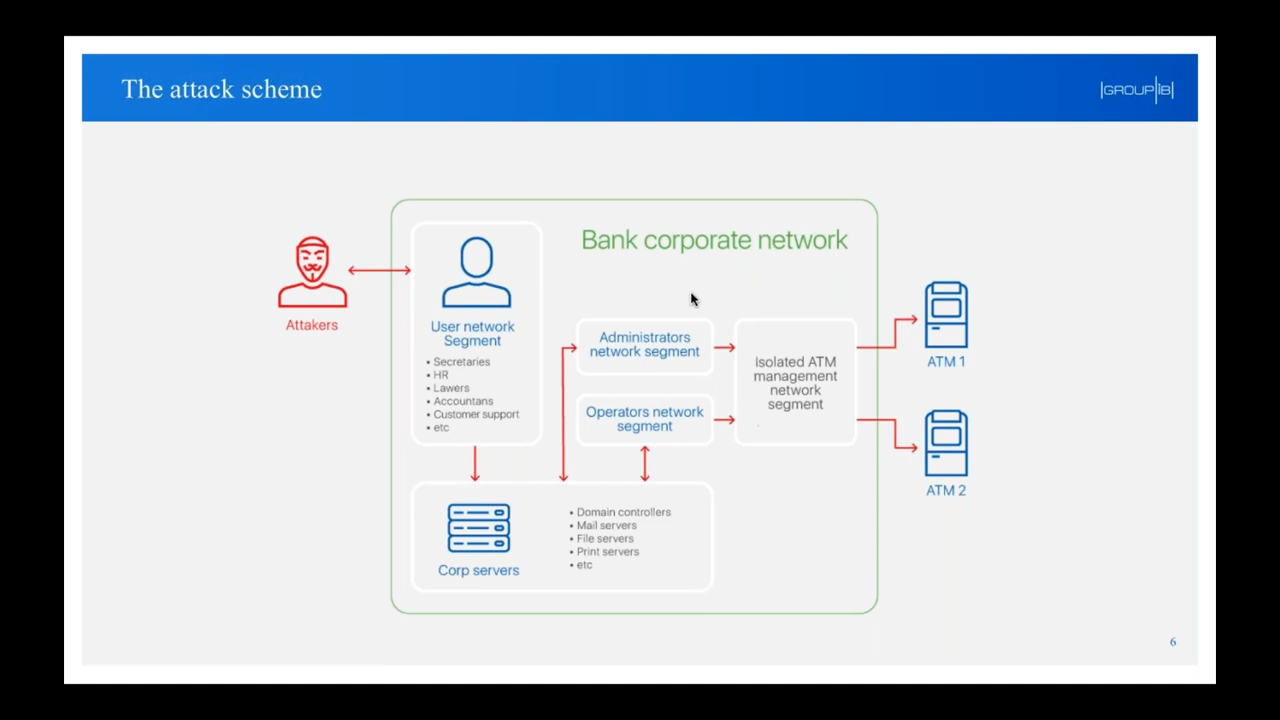 The attack scheme
|GROUP|iB|
Bank corporate network
Attakers
User network
Segment
• Secretaries
• HR
• Lawers
• Accountans
• Customer support
• etc
Administrators
network segment
Operators network
segment
Isolated ATM
management
network
segment
ATM 1
ATM 2
Corp servers
• Domain controllers
• Mail servers
• File servers
• Print servers
• etc
6